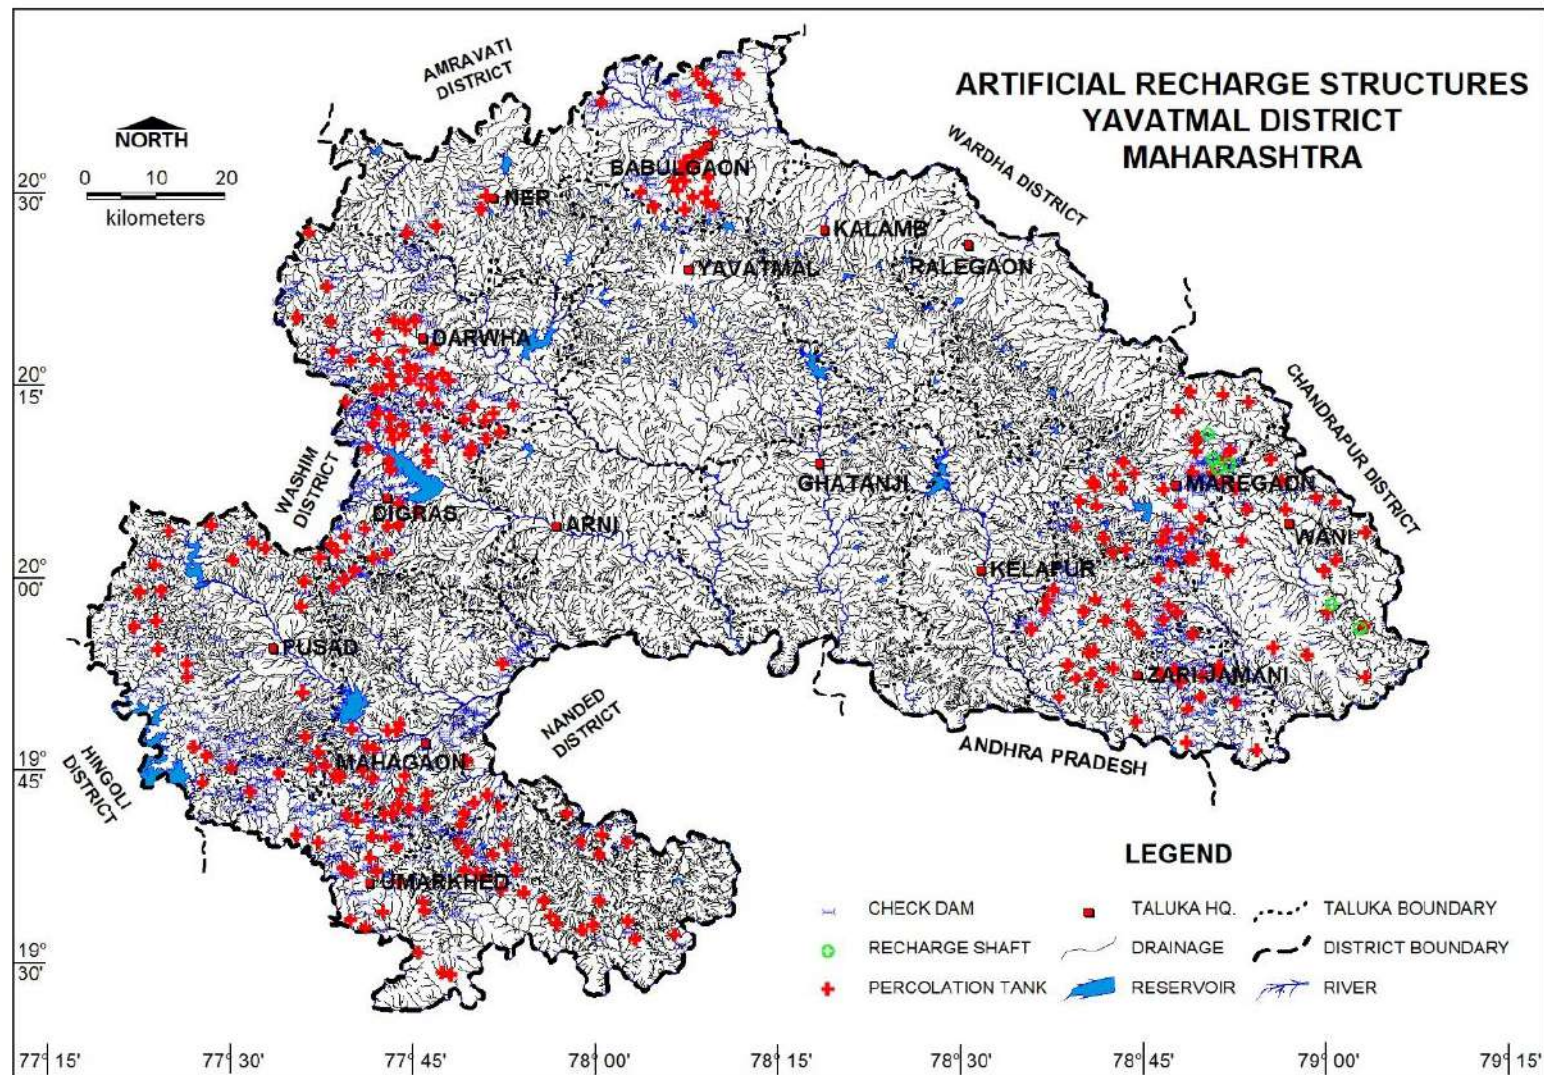 ARTIFICIAL RECHARGE STRUCTURES
YAVATMAL DISTRICT
MAHARASHTRA
AMRAVATI
DISTRICT
NORTH
0 10 20
kilometers
WARDHA DISTRICT
BABULGAON
NER
KALAMB
RALEGAON
YAVATMAL
DARWHA
CHANDRAPUR DISTRICT
WASHIM
DISTRICT
GHATANJI
MAREGAON
DIGRAS
ARNI
WANI
KELAPUR
PUSAD
ZARI JAMANI
NANDED
DISTRICT
ANDHRA PRADESH
HINGOLI
DISTRICT
MAHAGAON
UMARKHED
20°
30'
20°
15'
20°
00'
19°
45'
19°
30'
LEGEND
CHECK DAM TALUKA HQ. TALUKA BOUNDARY
RECHARGE SHAFT DRAINAGE DISTRICT BOUNDARY
PERCOLATION TANK RESERVOIR RIVER
77° 15' 77° 30' 77° 45' 78° 00' 78° 15' 78° 30' 78° 45' 79° 00' 79° 15'